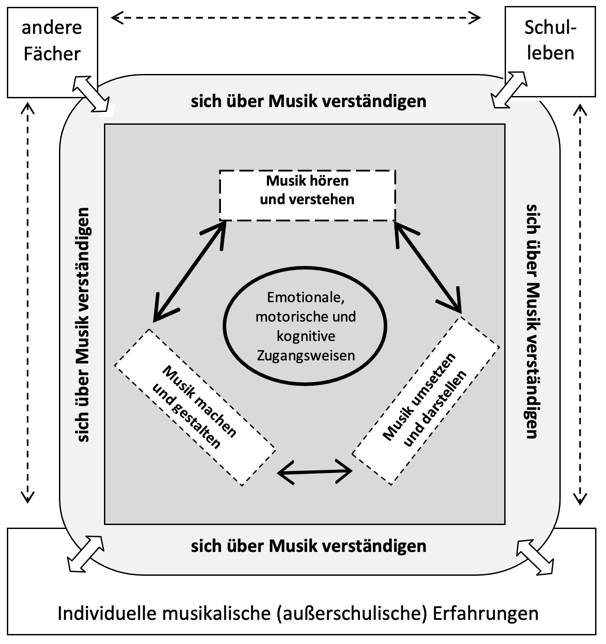 andere
Fächer
Schul-
leben
sich über Musik verständigen
Musik hören
und verstehen
sich über Musik verständigen
sich über Musik verständigen
Emotionale,
motorische und
kognitive
Zugangsweisen
Musik machen
und gestalten
Musik umsetzen
und darstellen
sich über Musik verständigen
Individuelle musikalische (außerschulische) Erfahrungen